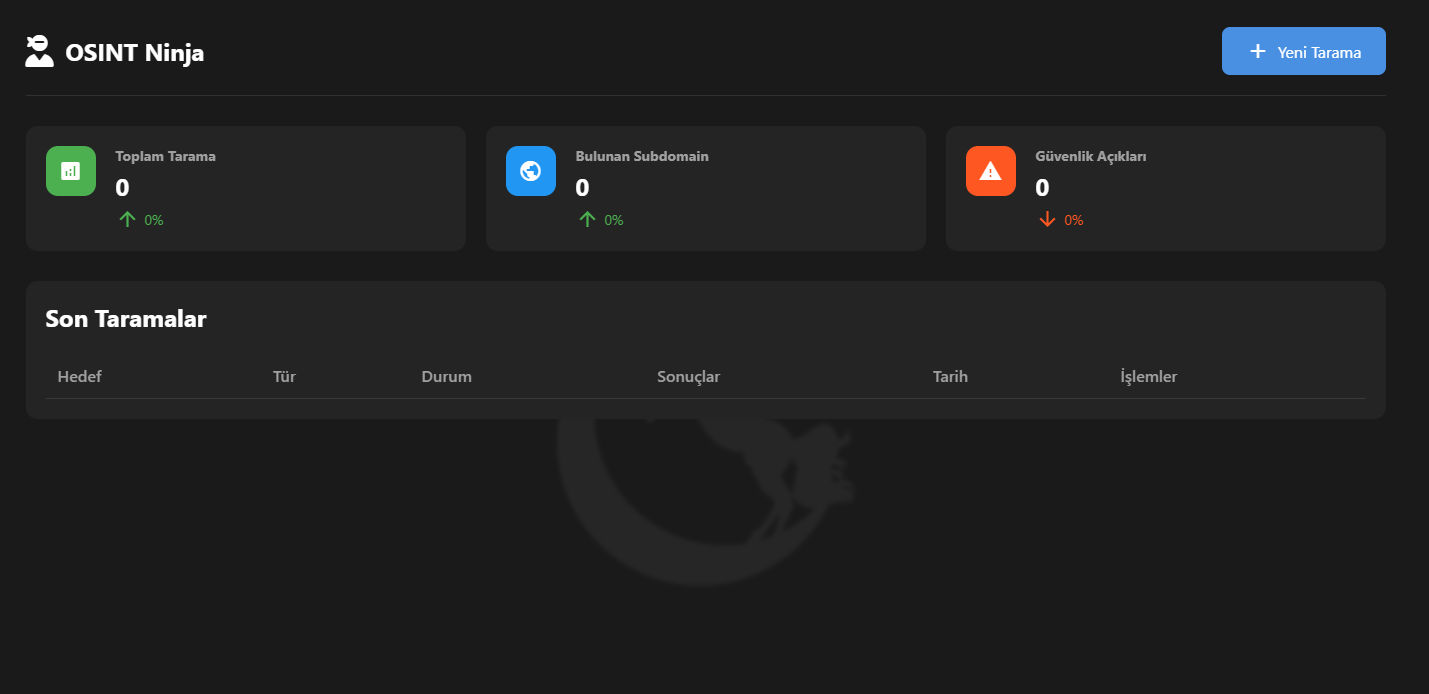 OSINT Ninja
Yeni Tarama
Toplam Tarama
0
0%
Bulunan Subdomain
0
0%
Güvenlik Açıkları
0
0%
Son Taramalar
Hedef Tür Durum Sonuçlar Tarih İşlemler